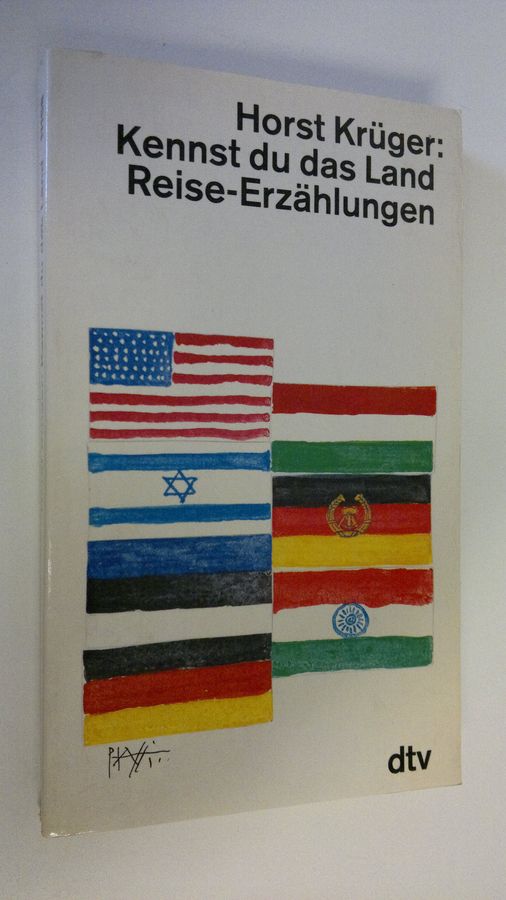 Horst Krüger:
Kennst du das Land
Reise-Erzählungen
dtv